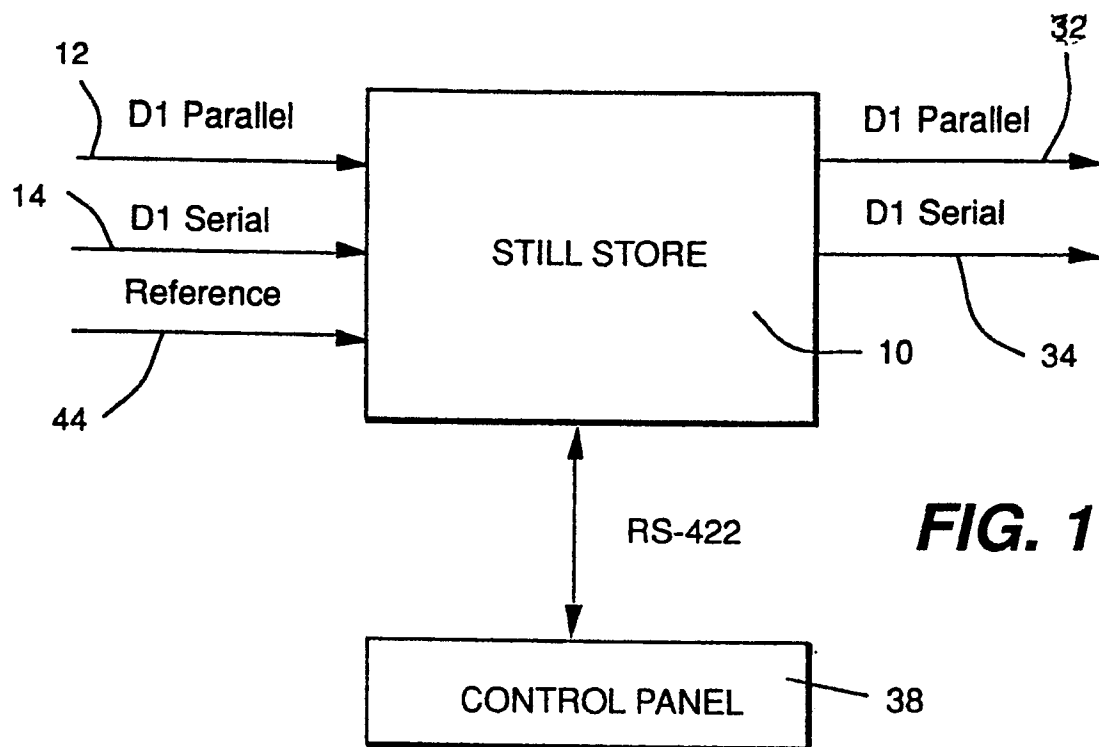 32
12
D1 Parallel
D1 Parallel
14
D1 Serial
D1 Serial
STILL STORE
Reference
10
34
44
RS-422
FIG. 1
CONTROL PANEL
38